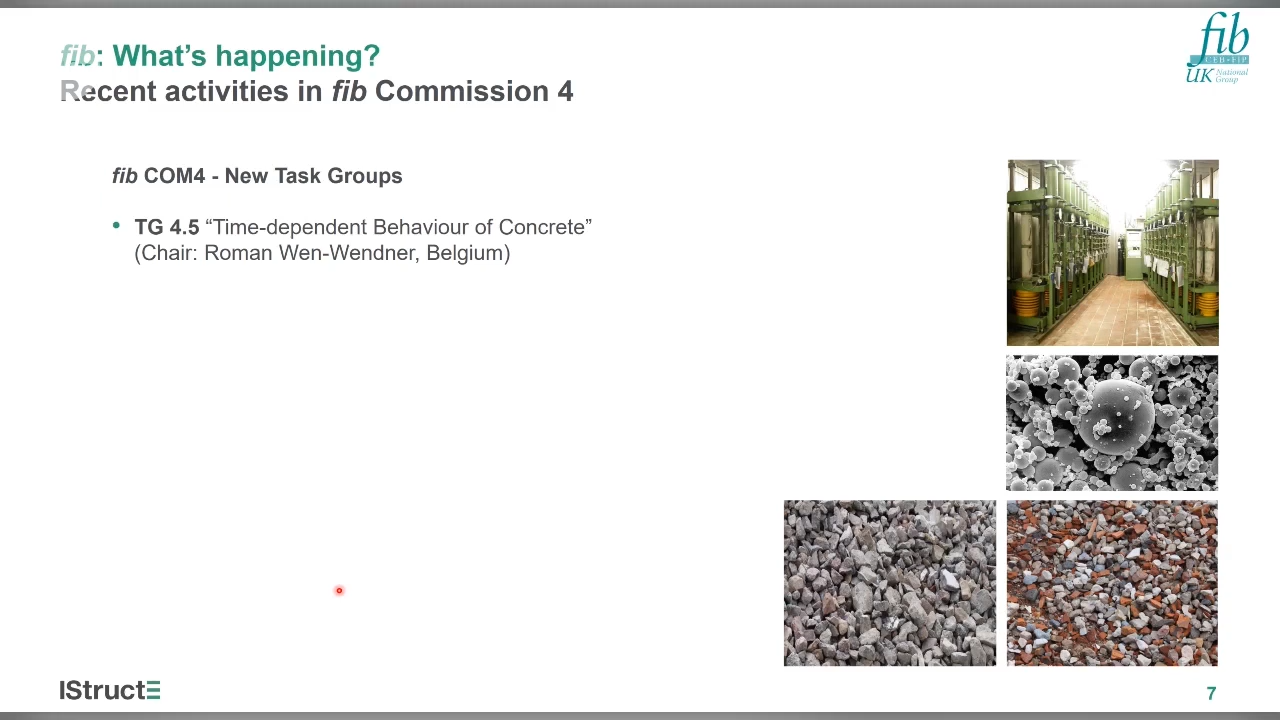 fib: What’s happening?
Recent activities in fib Commission 4
fib
CEB-FIP
UK National Group
fib COM4 - New Task Groups
• TG 4.5 “Time-dependent Behaviour of Concrete”
(Chair: Roman Wen-Wendner, Belgium)
IStructE
7